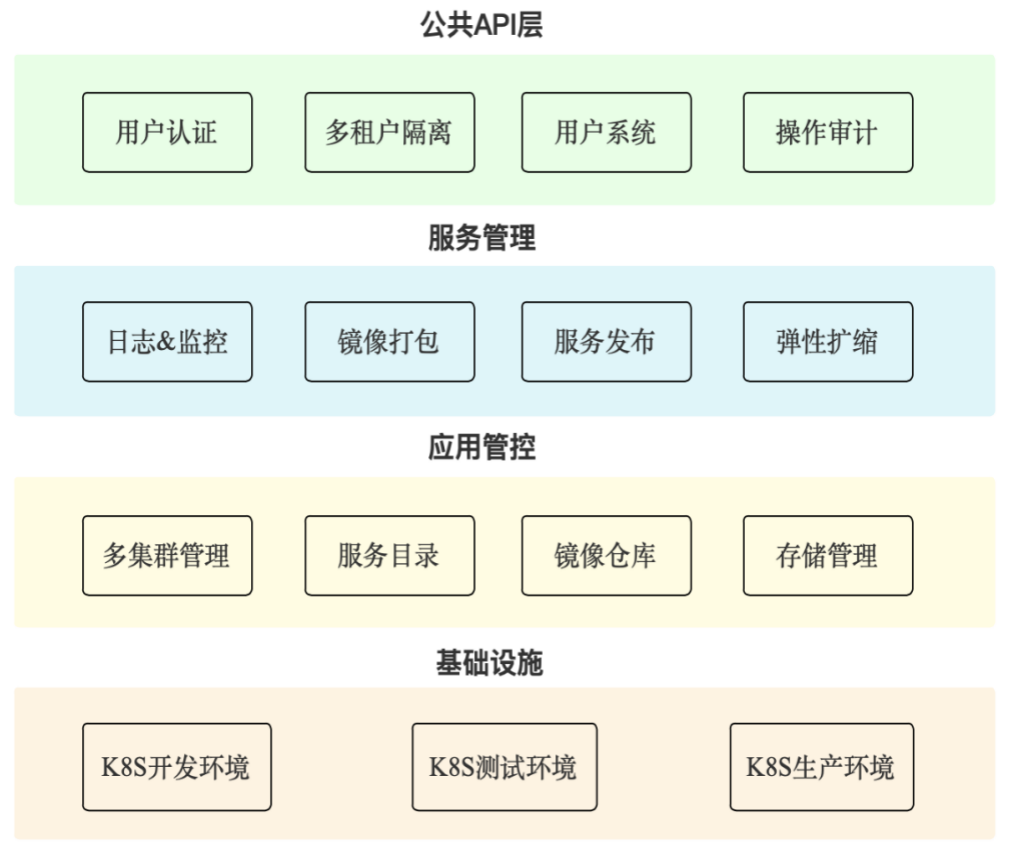 公共API层
用户认证 多租户隔离 用户系统 操作审计
服务管理
日志&监控 镜像打包 服务发布 弹性扩缩
应用管控
多集群管理 服务目录 镜像仓库 存储管理
基础设施
K8S开发环境 K8S测试环境 K8S生产环境